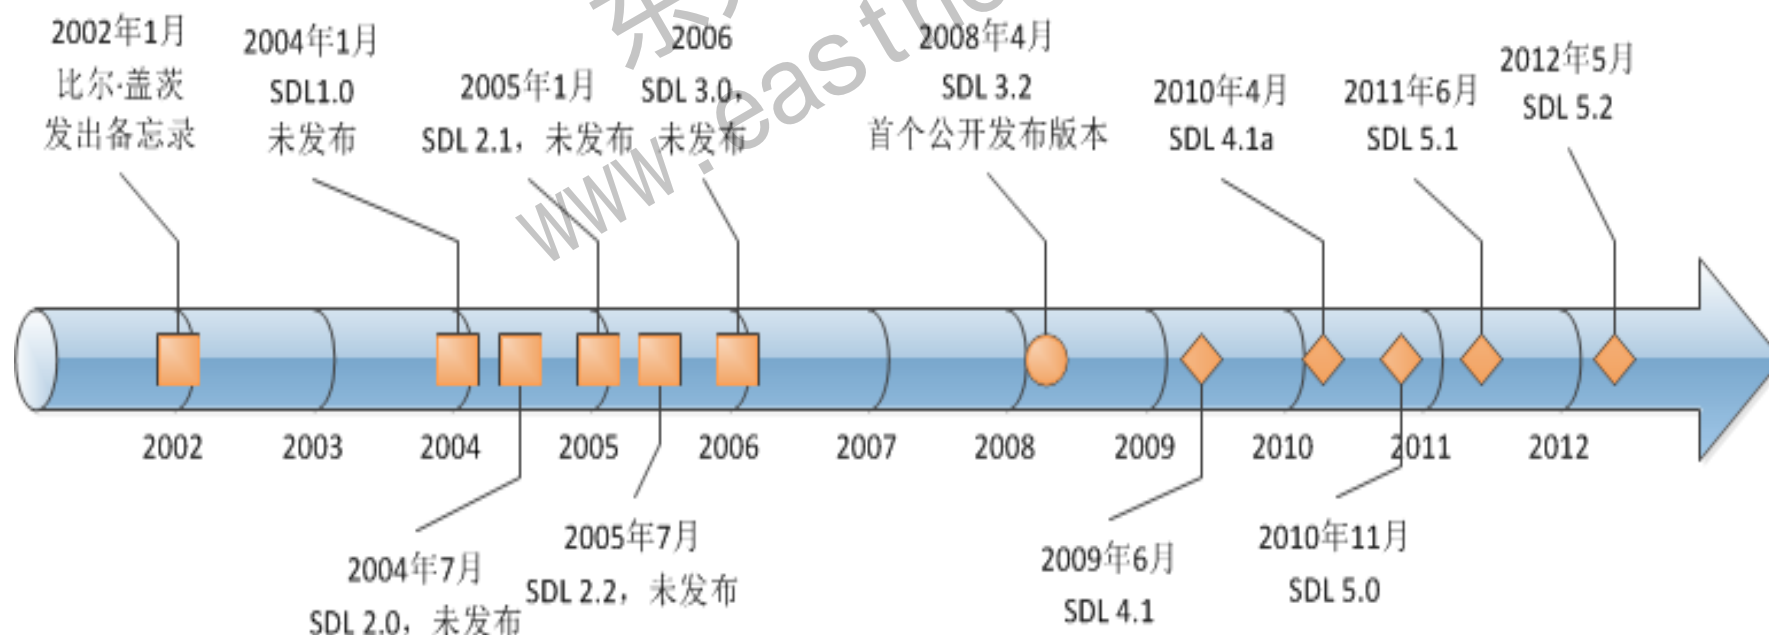 2002年1月
比尔·盖茨
发出备忘录
2004年1月
SDL1.0
未发布
2005年1月
SDL 2.1，未发布
2006
SDL 3.0，
未发布
2008年4月
SDL 3.2
首个公开发布版本
2010年4月
SDL 4.1a
2011年6月
SDL 5.1
2012年5月
SDL 5.2
2002
2003
2004
2005
2006
2007
2008
2009
2010
2011
2012
2004年7月
SDL 2.0，未发布
2005年7月
SDL 2.2，未发布
2009年6月
SDL 4.1
2010年11月
SDL 5.0